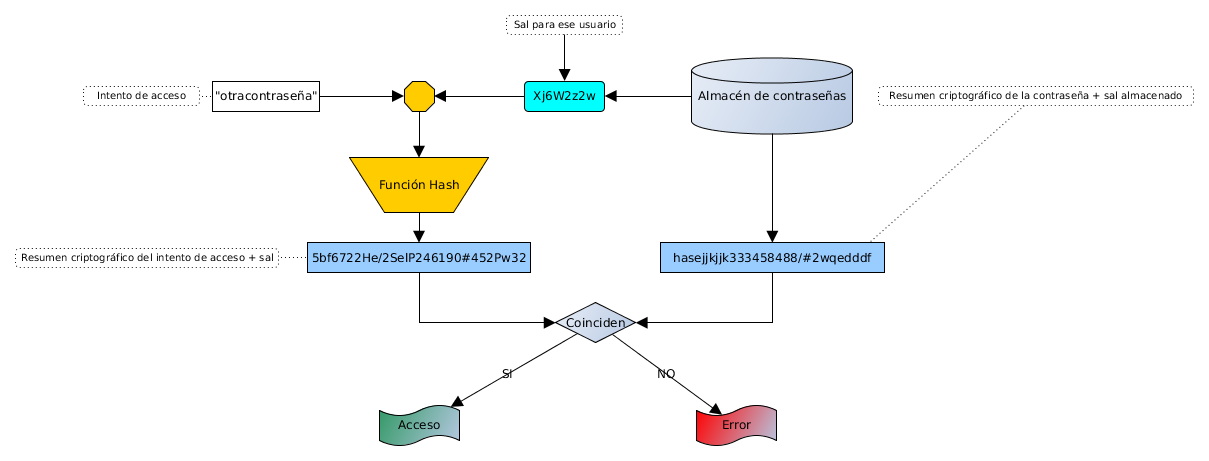 Sal para ese usuario
Intento de acceso
"otracontraseña"
Xj6W2z2w
Almacén de contraseñas
Resumen criptográfico de la contraseña + sal almacenado
Función Hash
Resumen criptográfico del intento de acceso + sal
5bf6722He/2SeIP246190#452Pw32
hasejjkjjk333458488/#2wqedddf
Coinciden
SI
NO
Acceso
Error